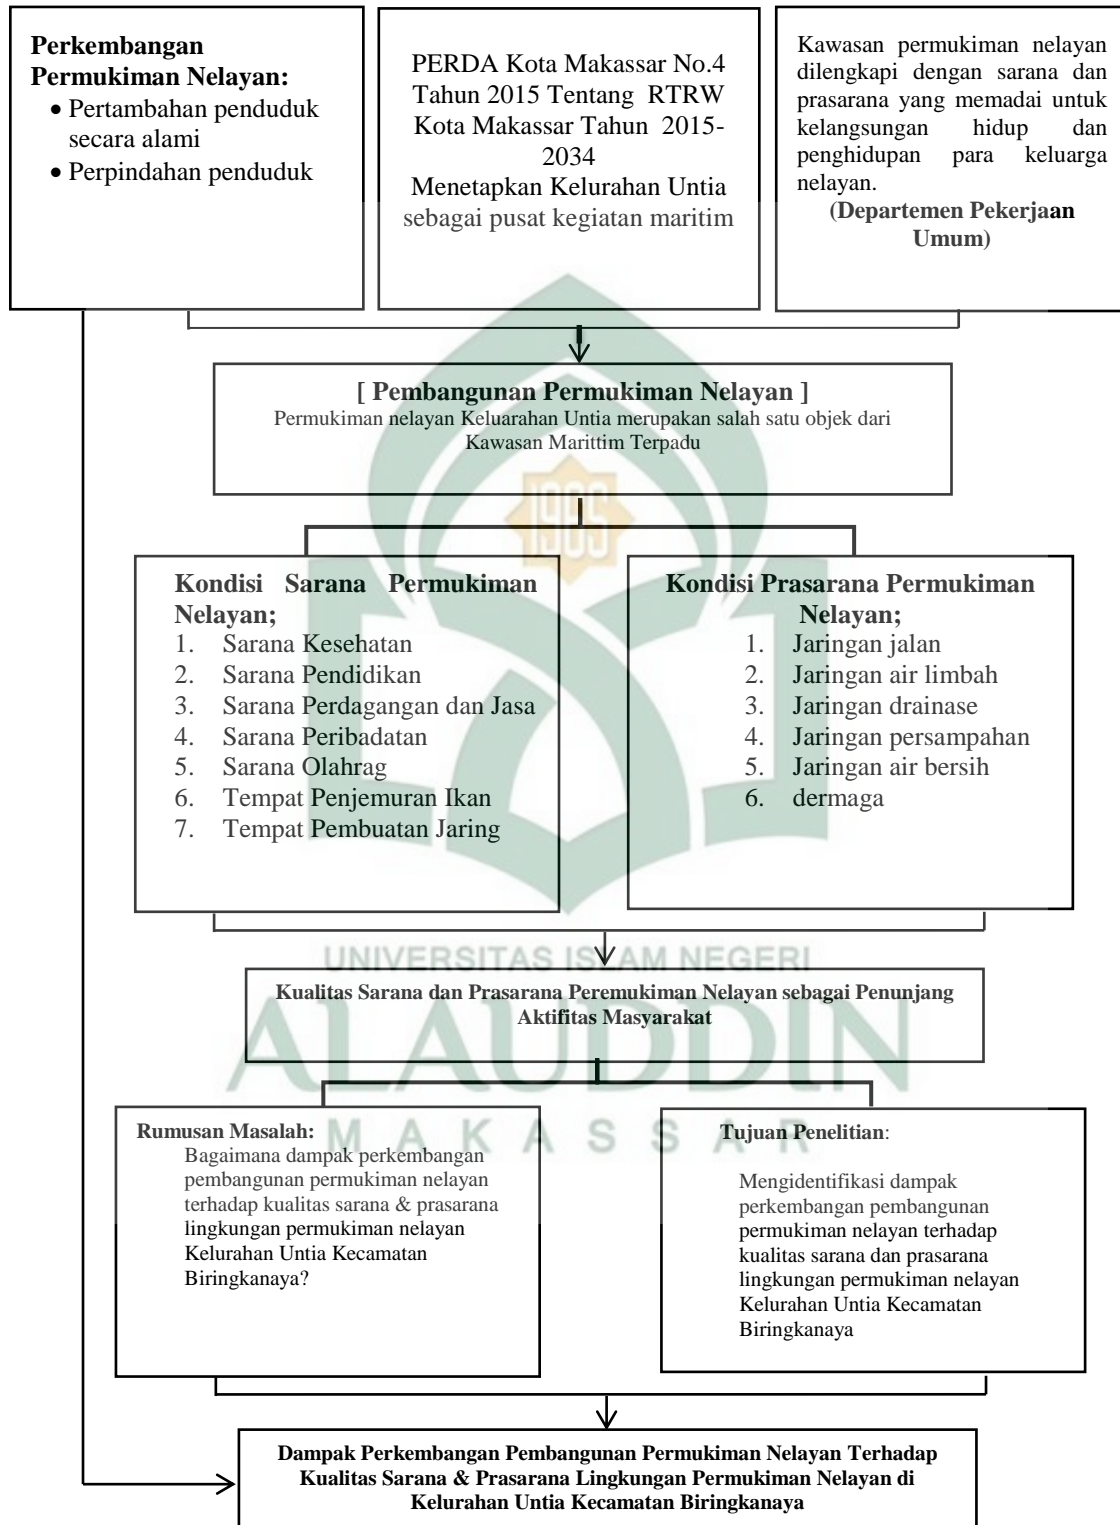 Perkembangan
Permukiman Nelayan:
• Pertambahan penduduk
secara alami
• Perpindahan penduduk
PERDA Kota Makassar No.4
Tahun 2015 Tentang RTRW
Kota Makassar Tahun 2015-
2034
Menetapkan Kelurahan Untia
sebagai pusat kegiatan maritim
Kawasan permukiman nelayan
dilengkapi dengan sarana dan
prasarana yang memadai untuk
kelangsungan hidup dan
penghidupan para keluarga
nelayan.
(Departemen Pekerjaan
Umum)
[ Pembangunan Permukiman Nelayan ]
Permukiman nelayan Keluarahan Untia merupakan salah satu objek dari
Kawasan Marittim Terpadu
1965
Kondisi Sarana Permukiman
Nelayan;
1. Sarana Kesehatan
2. Sarana Pendidikan
3. Sarana Perdagangan dan Jasa
4. Sarana Peribadatan
5. Sarana Olahrag
6. Tempat Penjemuran Ikan
7. Tempat Pembuatan Jaring
Kondisi Prasarana Permukiman
Nelayan;
1. Jaringan jalan
2. Jaringan air limbah
3. Jaringan drainase
4. Jaringan persampahan
5. Jaringan air bersih
6. dermaga
UNIVERSITAS ISLAM NEGERI
Kualitas Sarana dan Prasarana Peremukiman Nelayan sebagai Penunjang
Aktifitas Masyarakat
ALAUDDIN
MAKASSAR
Rumusan Masalah:
Bagaimana dampak perkembangan
pembangunan permukiman nelayan
terhadap kualitas sarana & prasarana
lingkungan permukiman nelayan
Kelurahan Untia Kecamatan
Biringkanaya?
Tujuan Penelitian:
Mengidentifikasi dampak
perkembangan pembangunan
permukiman nelayan terhadap
kualitas sarana dan prasarana
lingkungan permukiman nelayan
Kelurahan Untia Kecamatan
Biringkanaya
Dampak Perkembangan Pembangunan Permukiman Nelayan Terhadap
Kualitas Sarana & Prasarana Lingkungan Permukiman Nelayan di
Kelurahan Untia Kecamatan Biringkanaya